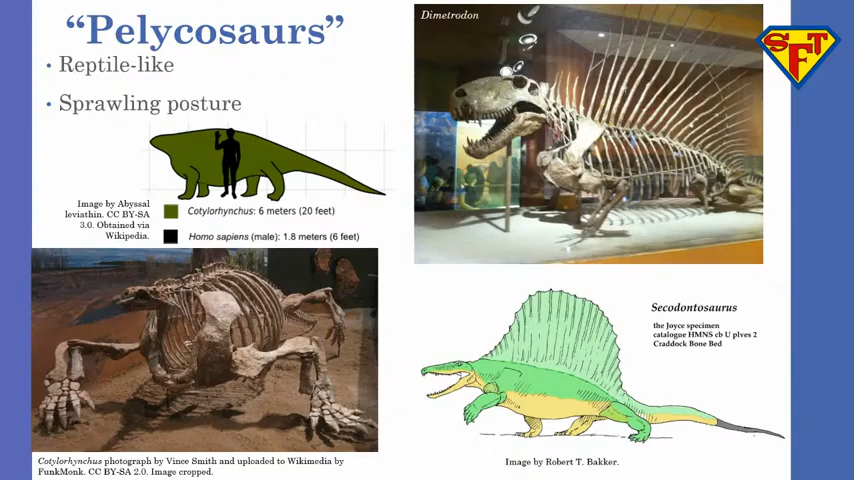 “Pelycosaurs”
• Reptile-like
• Sprawling posture
Image by Abyssal
leviathin. CC BY-SA
3.0. Obtained via
Wikipedia.
Cotylorhynchus: 6 meters (20 feet)
Homo sapiens (male): 1.8 meters (6 feet)
Cotylorhynchus photograph by Vince Smith and uploaded to Wikimedia by
FunkMonk. CC BY-SA 2.0. Image cropped.
Dimetrodon
SFT
Secodontosaurus
the Joyce specimen
catalogue HMNS cb U plves 2
Craddock Bone Bed
Image by Robert T. Bakker.